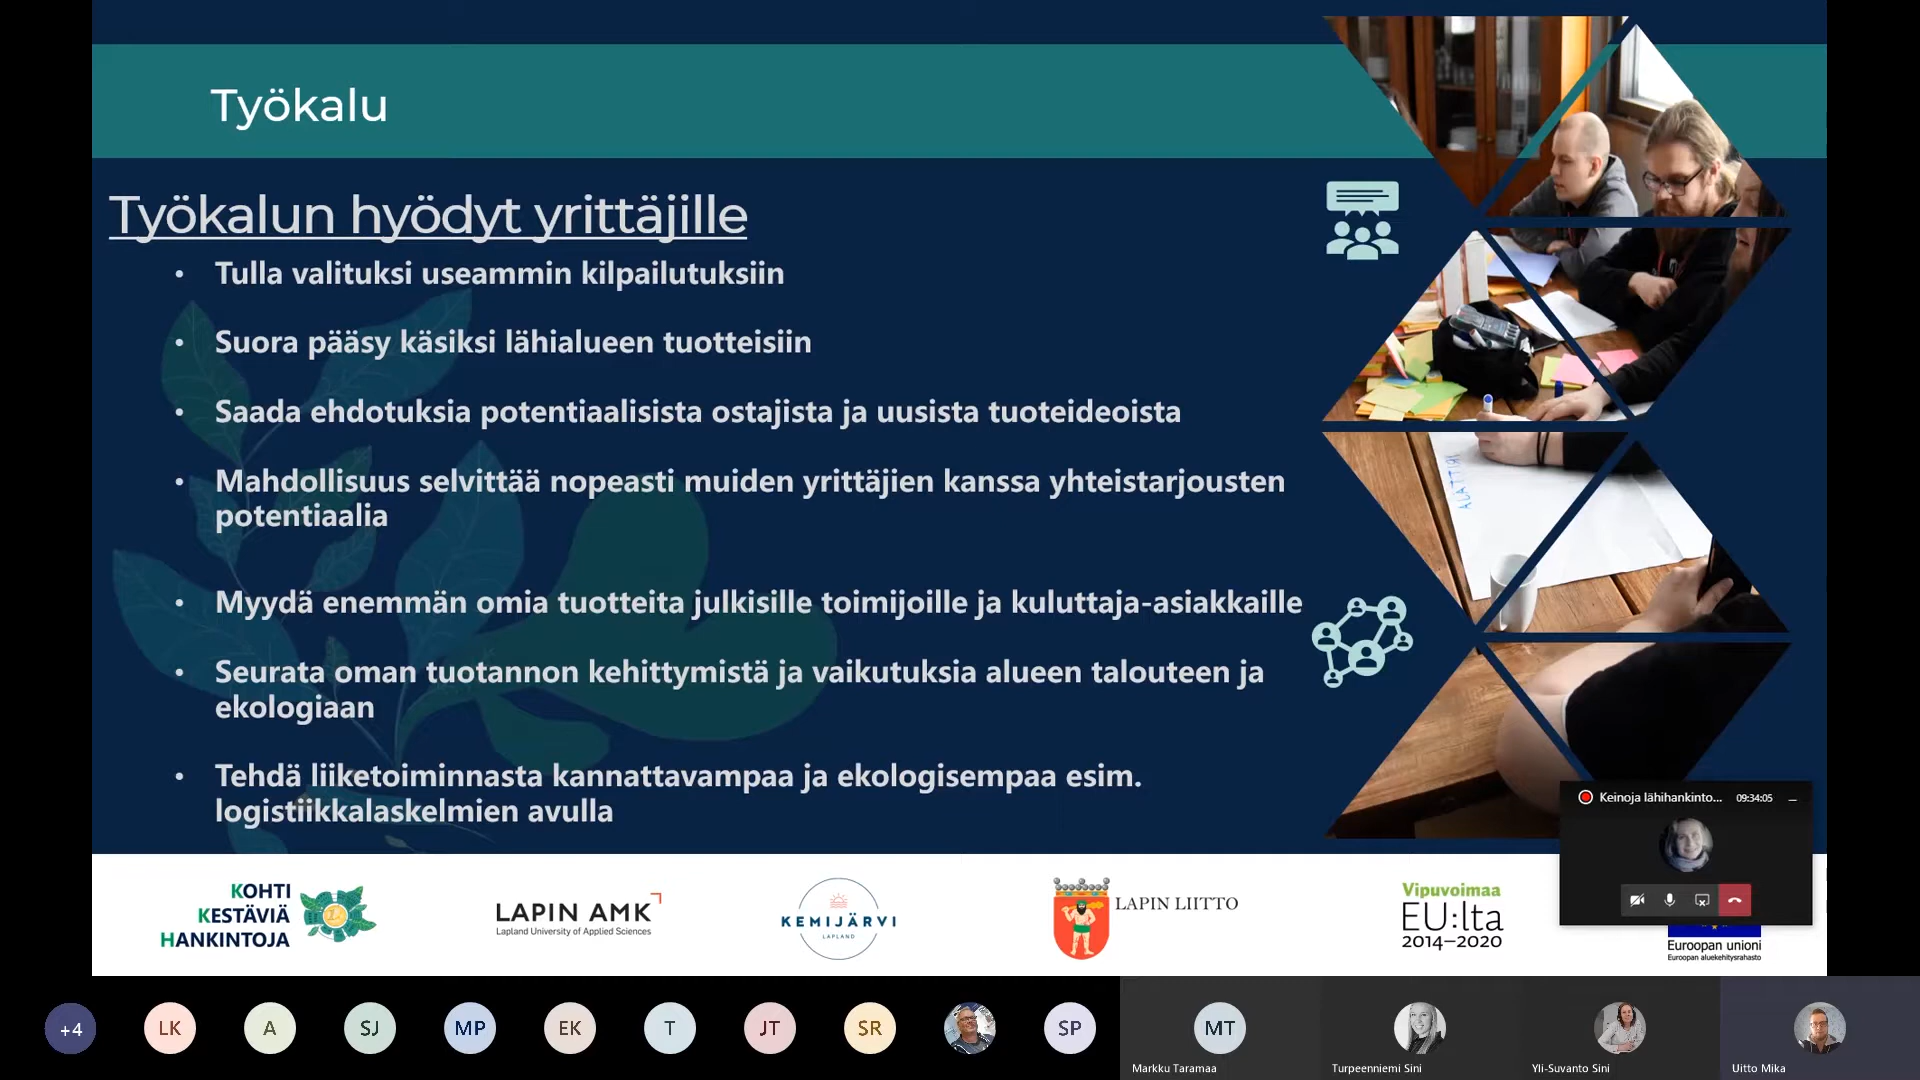 Työkalu
Työkalun hyödyt yrittäjille
• Tulla valituksi useammin kilpailutuksiin
• Suora pääsy käsiksi lähialueen tuotteisiin
• Saada ehdotuksia potentiaalisista ostajista ja uusista tuoteideoista
• Mahdollisuus selvittää nopeasti muiden yrittäjien kanssa yhteistarjousten
potentiaalia
• Myydä enemmän omia tuotteita julkisille toimijoille ja kuluttaja-asiakkaille
• Seurata oman tuotannon kehittymistä ja vaikutuksia alueen talouteen ja
ekologiaan
• Tehdä liiketoiminnasta kannattavampaa ja ekologisempaa esim.
logistiikkalaskelmien avulla
Keinoja lähihankinto... 09:34:05
KOHTI
KESTÄVIÄ
HANKINTOJA
LAPIN AMK
Lapland University of Applied Sciences
KEMIJÄRVI
LAPLAND
LAPIN LIITTO
Vipuvoimaa
EU:lta
2014–2020
Euroopan unioni
Euroopan aluekehitysrahasto
+4 LK A SJ MP EK T JT SR SP MT
Markku Taramaa Turpeenniemi Sini Yli-Suvanto Sini Uitto Mika